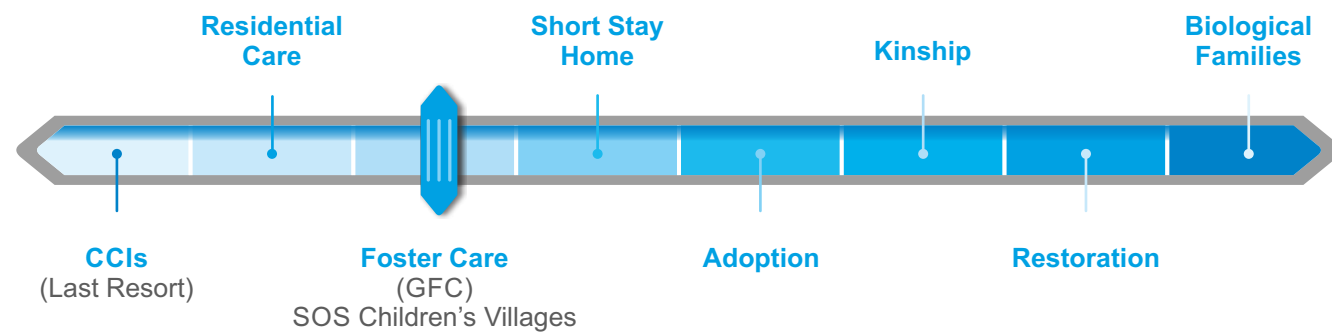 Residential
Care
Short Stay
Home
Kinship
Biological
Families
CCIs
(Last Resort)
Foster Care
(GFC)
SOS Children's Villages
Adoption
Restoration